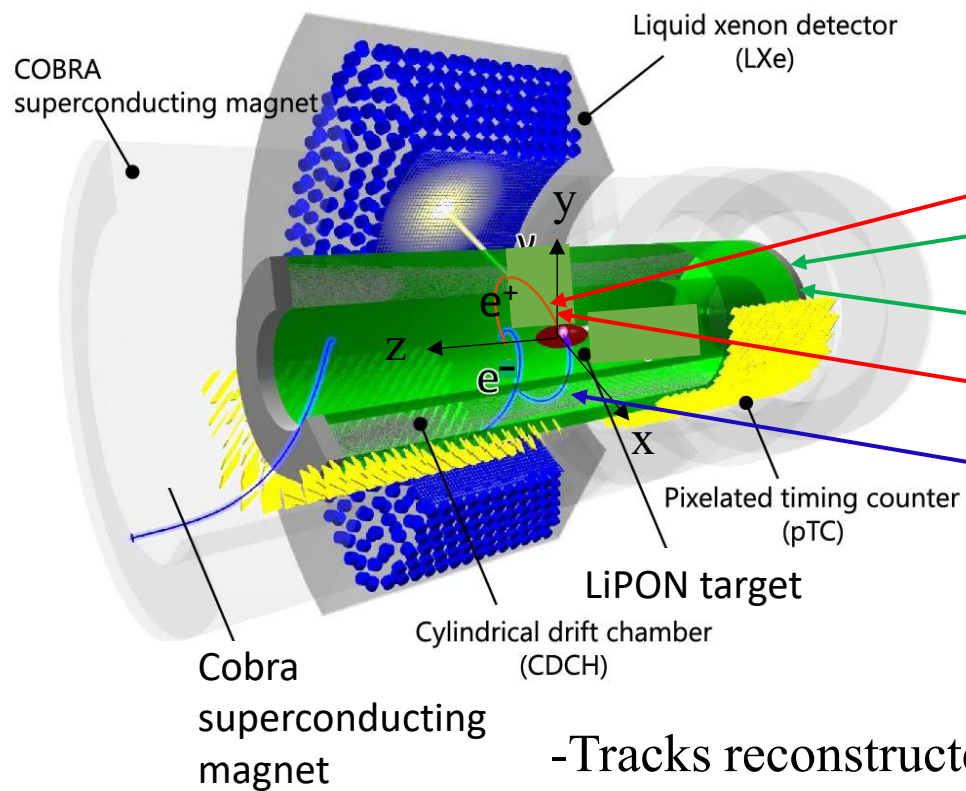 Liquid xenon detector
(LXe)
COBRA
superconducting magnet
y
γ
e⁺
z
e⁻
x
Pixelated timing counter
(pTC)
LiPON target
Cylindrical drift chamber
(CDCH)
Cobra
superconducting
magnet
-Tracks reconstructe